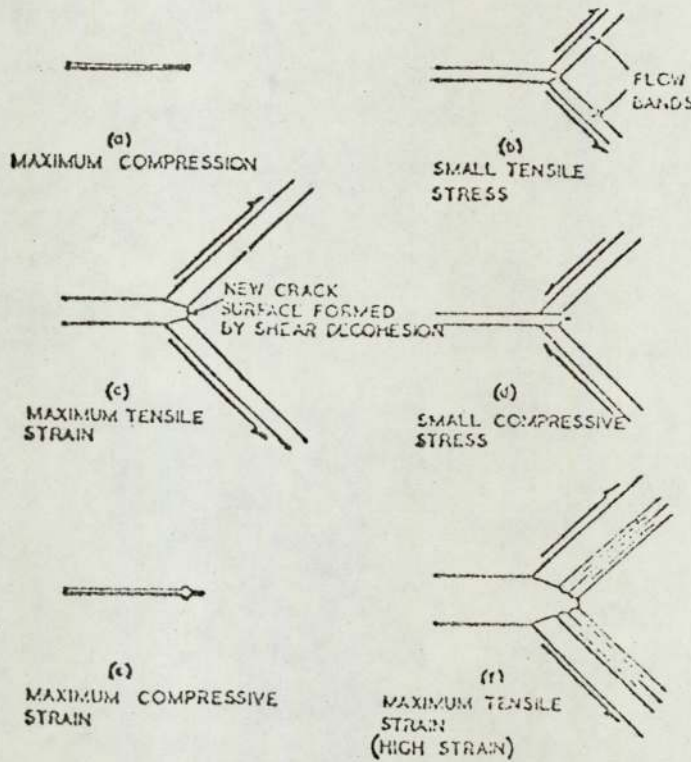 (a)
MAXIMUM COMPRESSION
FLOW
BANDS
(b)
SMALL TENSILE
STRESS
NEW CRACK
SURFACE FORMED
BY SHEAR DECOHESION
(c)
MAXIMUM TENSILE
STRAIN
(d)
SMALL COMPRESSIVE
STRESS
(e)
MAXIMUM COMPRESSIVE
STRAIN
(f)
MAXIMUM TENSILE
STRAIN
(HIGH STRAIN)